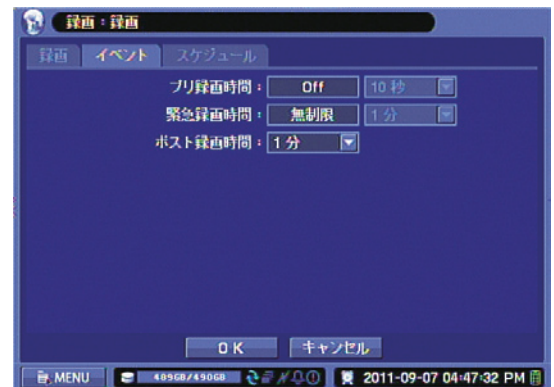 録画：録画
録画 イベント スケジュール
プリ録画時間： Off 10 秒
緊急録画時間： 無制限 1 分
ポスト録画時間： 1 分
OK キャンセル
MENU 489GB/490GB 2011-09-07 04:47:32 PM